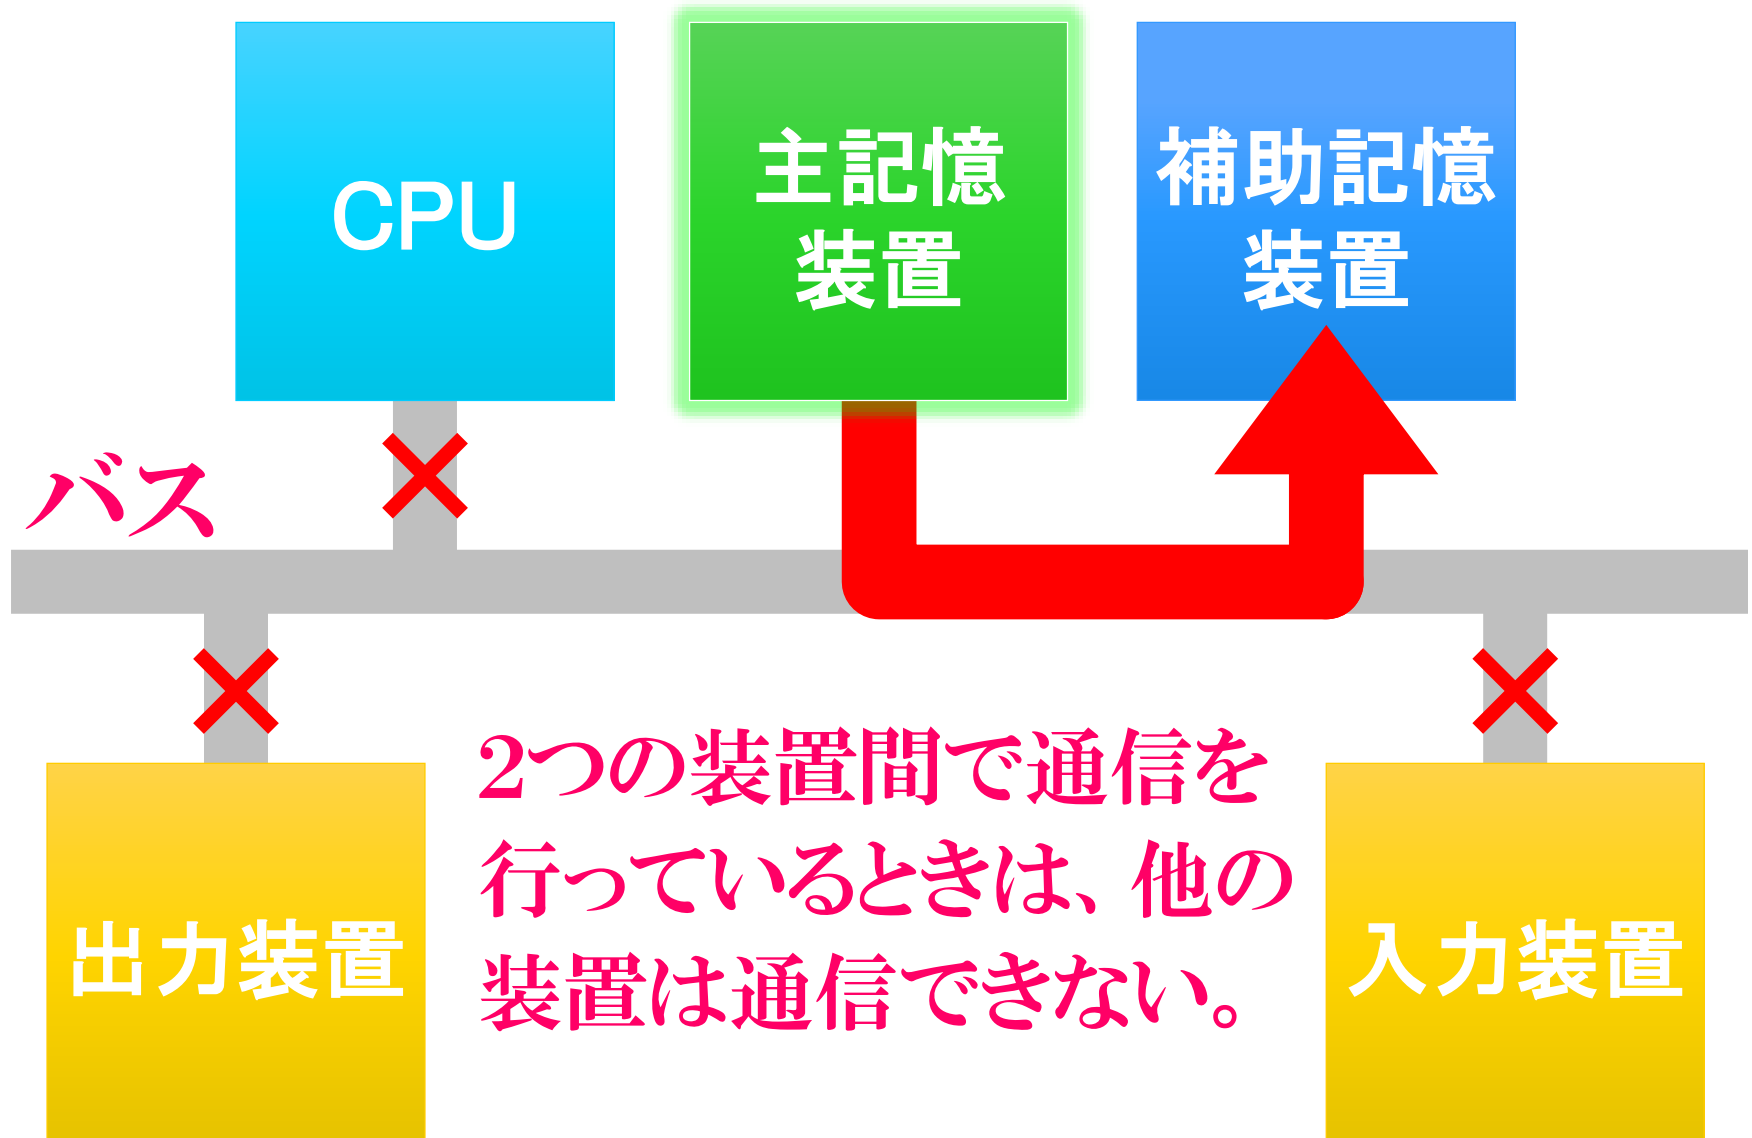 CPU
主記憶
装置
補助記憶
装置
バス
2つの装置間で通信を
行っているときは、他の
装置は通信できない。
出力装置
入力装置